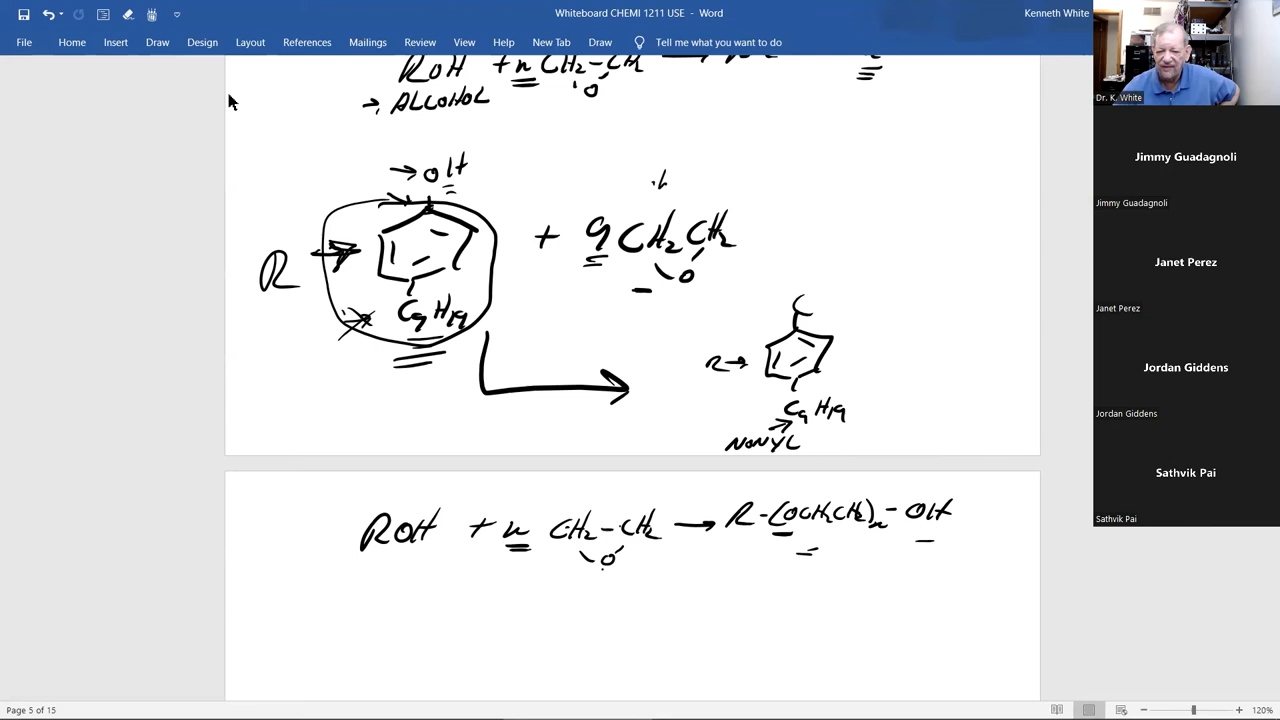 Whiteboard CHEMI 1211 USE - Word
Kenneth White
File Home Insert Draw Design Layout References Mailings Review View Help New Tab Draw Tell me what you want to do
ROH + n CH2-CH2
O
→ ALCOHOL
Dr. K. White
Jimmy Guadagnoli
Jimmy Guadagnoli
→ OH
R
C9H19
+ 9 CH2CH2
O
Janet Perez
Janet Perez
R→
C9H19
NONYL
Jordan Giddens
Jordan Giddens
Sathvik Pai
Sathvik Pai
ROH + n CH2-CH2 → R-(OCH2CH2)n-OH
O
Page 5 of 15
120%